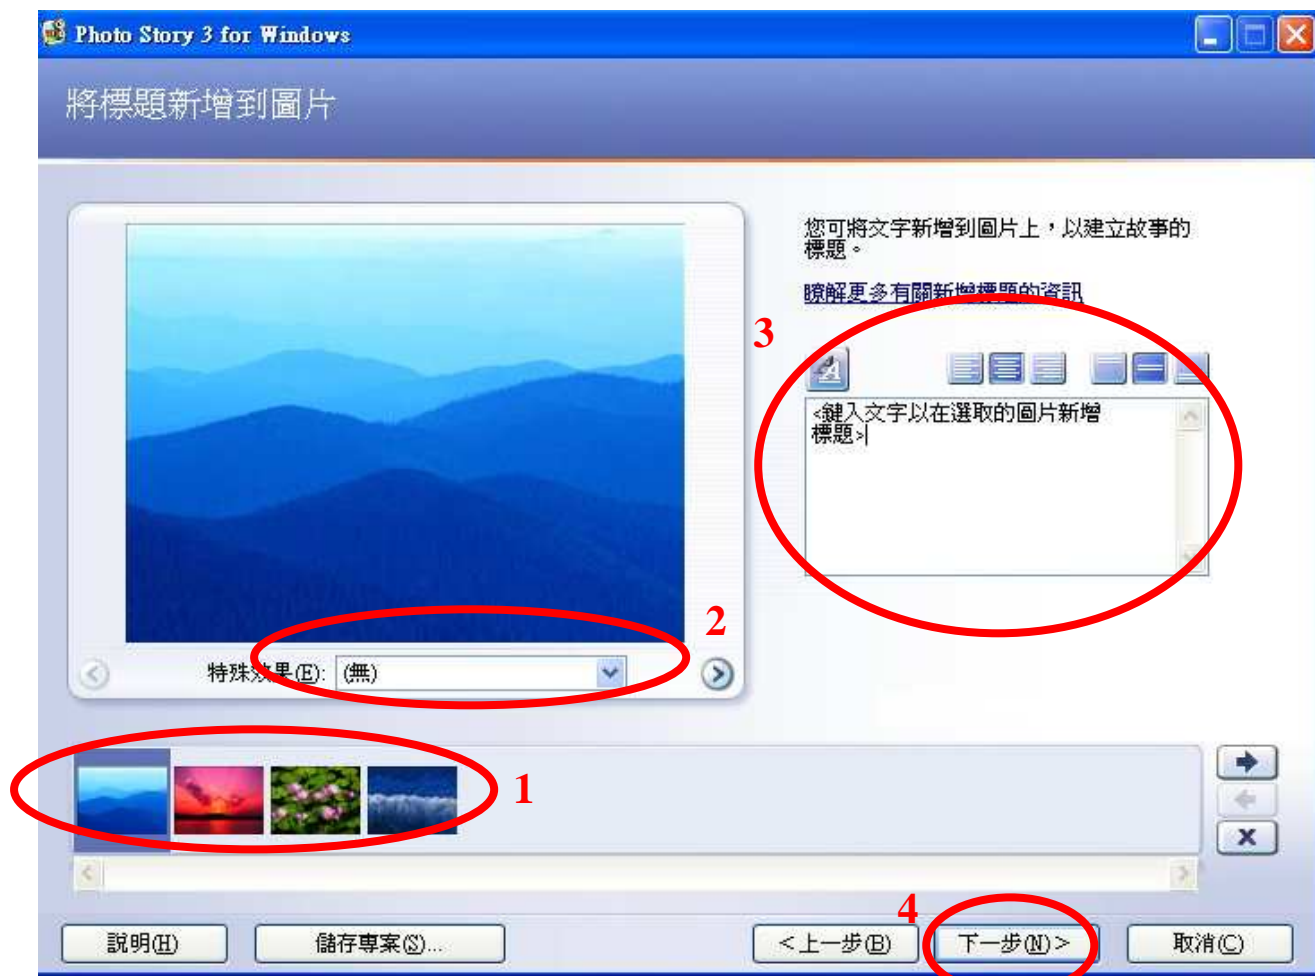 Photo Story 3 for Windows
將標題新增到圖片
您可將文字新增到圖片上，以建立故事的
標題。
瞭解更多有關新增標題的資訊
3
<鍵入文字以在選取的圖片新增
標題>
2
特殊效果(E): (無)
1
4
說明(H)
儲存專案(S)...
<上一步(B)
下一步(N)>
取消(C)